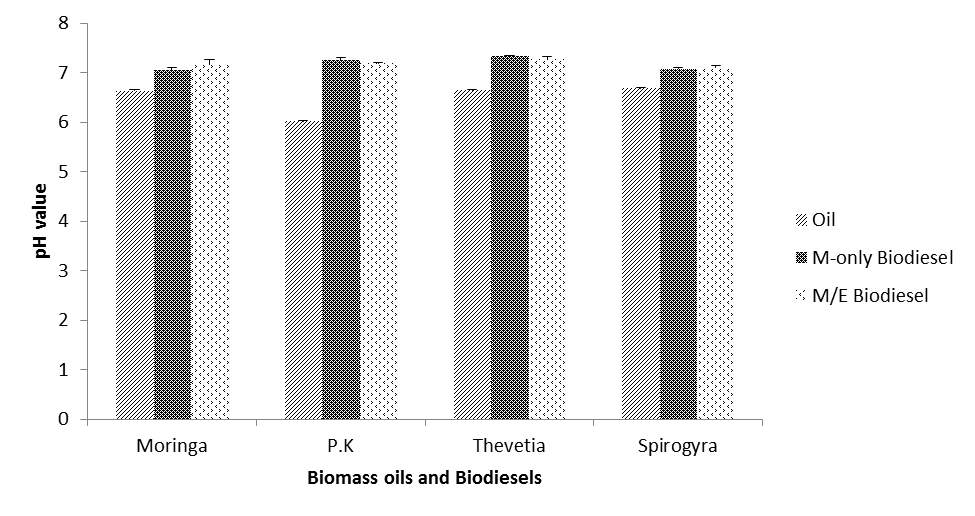 8
7
6
5
4
3
2
1
0
pH value
Moringa P.K Thevetia Spirogyra
Biomass oils and Biodiesels
Oil
M-only Biodiesel
M/E Biodiesel